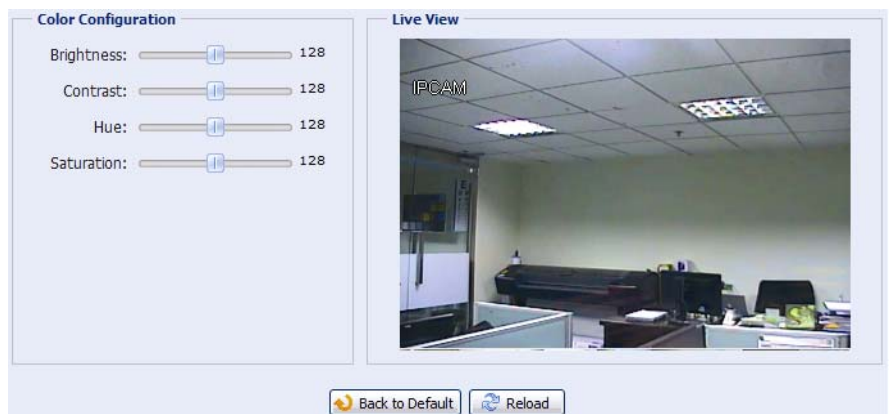 Color Configuration
Brightness: 128
Contrast: 128
Hue: 128
Saturation: 128
Live View
IPCAM
Back to Default
Reload